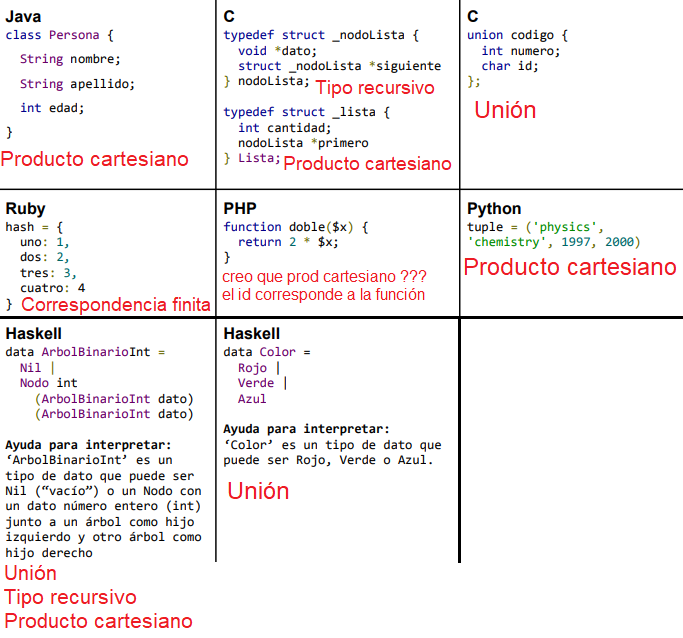 Java
class Persona {
String nombre;
String apellido;
int edad;
}
Producto cartesiano
C
typedef struct _nodoLista {
void *dato;
struct _nodoLista *siguiente
} nodoLista;
Tipo recursivo
typedef struct _lista {
int cantidad;
nodoLista *primero
} Lista;
Producto cartesiano
C
union codigo {
int numero;
char id;
};
Unión
Ruby
hash = {
uno: 1,
dos: 2,
tres: 3,
cuatro: 4
}
Correspondencia finita
PHP
function doble($x) {
return 2 * $x;
}
creo que prod cartesiano ???
el id corresponde a la función
Python
tuple = ('physics',
'chemistry', 1997, 2000)
Producto cartesiano
Haskell
data ArbolBinarioInt =
Nil |
Nodo int
(ArbolBinarioInt dato)
(ArbolBinarioInt dato)
Ayuda para interpretar:
‘ArbolBinarioInt’ es un
tipo de dato que puede ser
Nil (“vacío”) o un Nodo con
un dato número entero (int)
junto a un árbol como hijo
izquierdo y otro árbol como
hijo derecho
Unión
Tipo recursivo
Producto cartesiano
Haskell
data Color =
Rojo |
Verde |
Azul
Ayuda para interpretar:
‘Color’ es un tipo de dato que
puede ser Rojo, Verde o Azul.
Unión